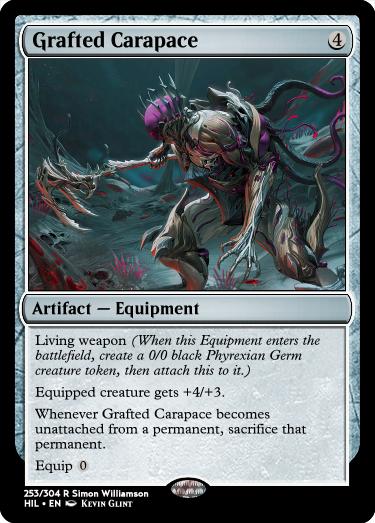 Grafted Carapace 4
Artifact — Equipment
Living weapon (When this Equipment enters the
battlefield, create a 0/0 black Phyrexian Germ
creature token, then attach this to it.)
Equipped creature gets +4/+3.
Whenever Grafted Carapace becomes
unattached from a permanent, sacrifice that
permanent.
Equip 0
253/304 R Simon Williamson
HIL • EN Kevin Glint